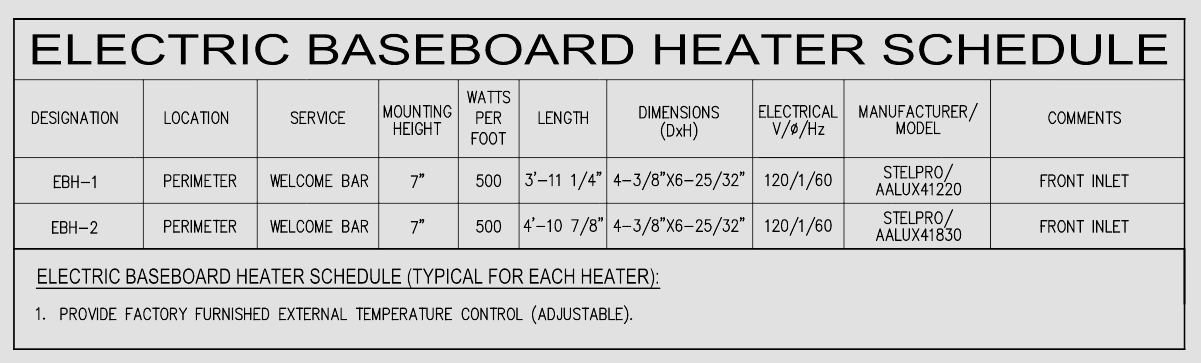 ELECTRIC BASEBOARD HEATER SCHEDULE
DESIGNATION LOCATION SERVICE MOUNTING HEIGHT WATTS PER FOOT LENGTH DIMENSIONS (DxH) ELECTRICAL V/ø/Hz MANUFACTURER/ MODEL COMMENTS
EBH-1 PERIMETER WELCOME BAR 7" 500 3'-11 1/4" 4-3/8"X6-25/32" 120/1/60 STELPRO/ AALUX41220 FRONT INLET
EBH-2 PERIMETER WELCOME BAR 7" 500 4'-10 7/8" 4-3/8"X6-25/32" 120/1/60 STELPRO/ AALUX41830 FRONT INLET
ELECTRIC BASEBOARD HEATER SCHEDULE (TYPICAL FOR EACH HEATER):
1. PROVIDE FACTORY FURNISHED EXTERNAL TEMPERATURE CONTROL (ADJUSTABLE).